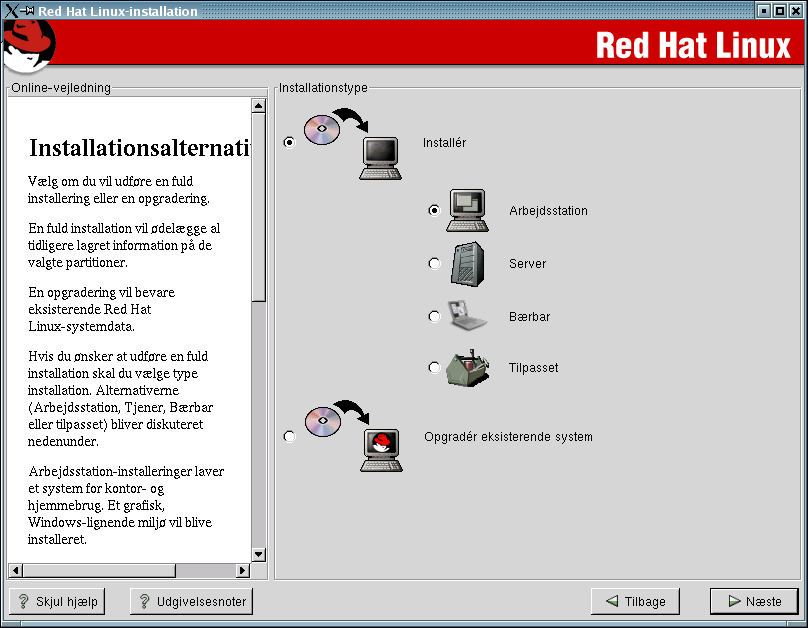 Red Hat Linux-installation
Red Hat Linux
Online-vejledning
Installationsalternati
Vælg om du vil udføre en fuld
installering eller en opgradering.
En fuld installation vil ødelægge al
tidligere lagret information på de
valgte partitioner.
En opgradering vil bevare
eksisterende Red Hat
Linux-systemdata.
Hvis du ønsker at udføre en fuld
installation skal du vælge type
installation. Alternativerne
(Arbejdsstation, Tjener, Bærbar
eller tilpasset) bliver diskuteret
nedenunder.
Arbejdsstation-installeringer laver
et system for kontor- og
hjemmebrug. Et grafisk,
Windows-lignende miljø vil blive
installeret.
Installationstype
Installér
Arbejdsstation
Server
Bærbar
Tilpasset
Opgradér eksisterende system
Skjul hjælp
Udgivelsesnoter
Tilbage
Næste